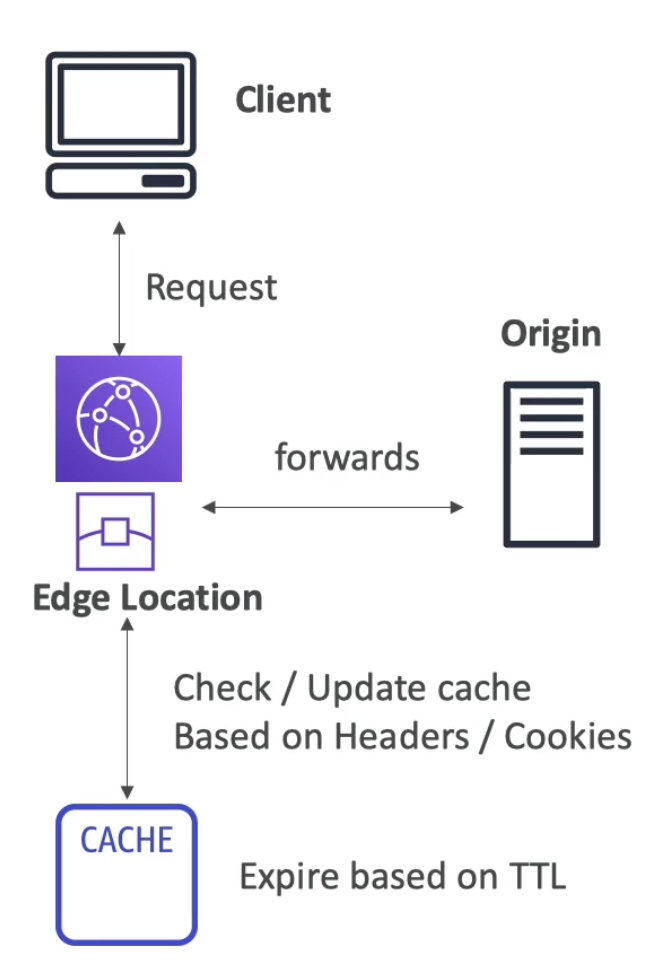 Client
Request
Origin
forwards
Edge Location
Check / Update cache
Based on Headers / Cookies
CACHE
Expire based on TTL